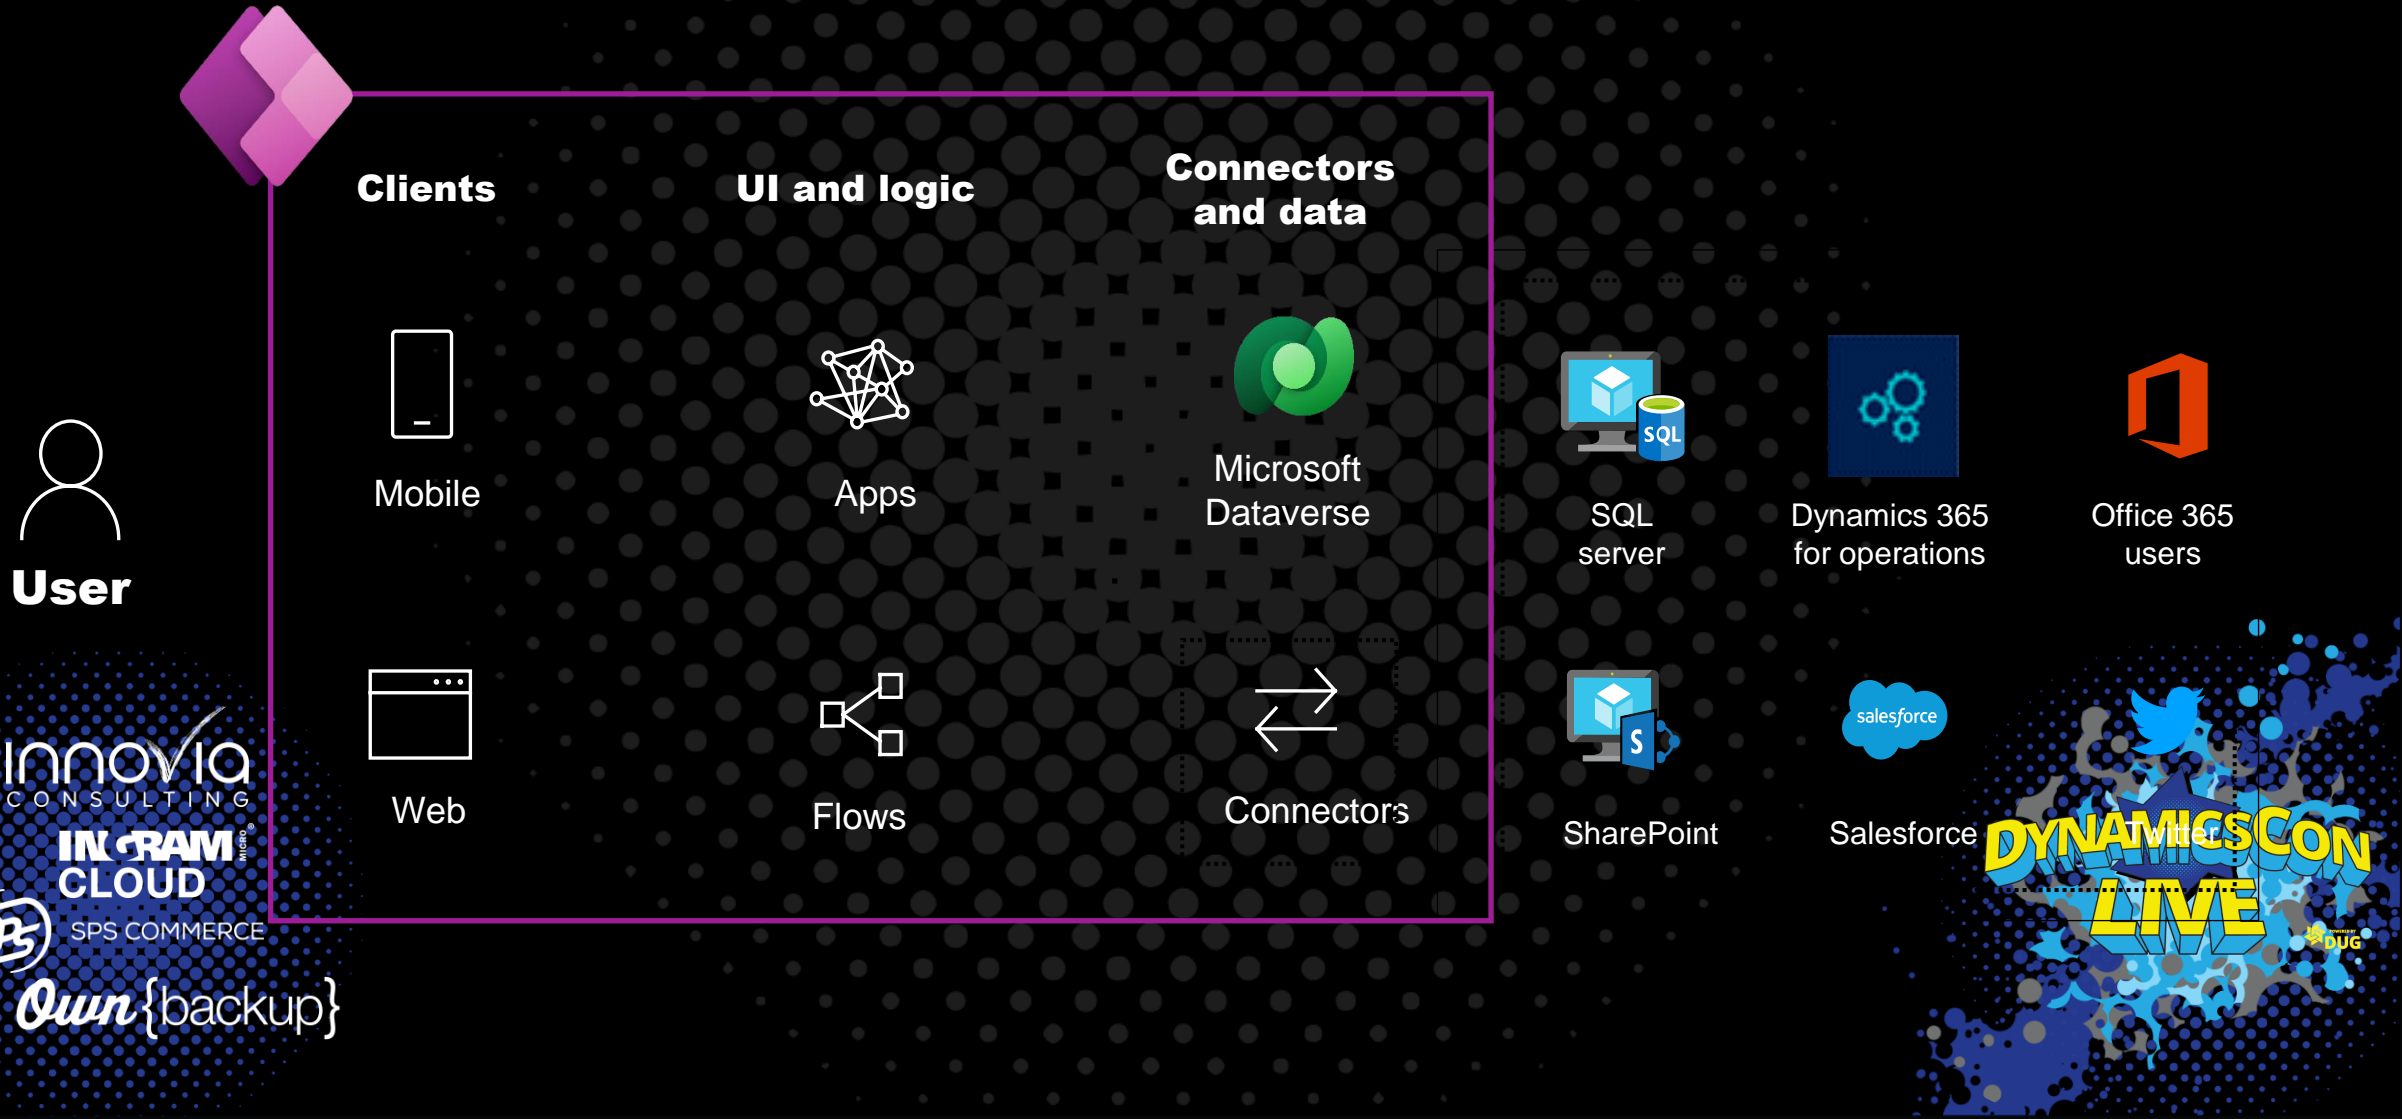 Clients
UI and logic
Connectors
and data
User
Mobile
Apps
Microsoft
Dataverse
SQL
SQL
server
Dynamics 365
for operations
Office 365
users
Web
Flows
Connectors
S
SharePoint
salesforce
Salesforce
Twitter
innovia
CONSULTING
INGRAM
MICRO®
CLOUD
SPS COMMERCE
Own {backup}
DYNAMICSCON
LIVE
POWERED BY
DUG